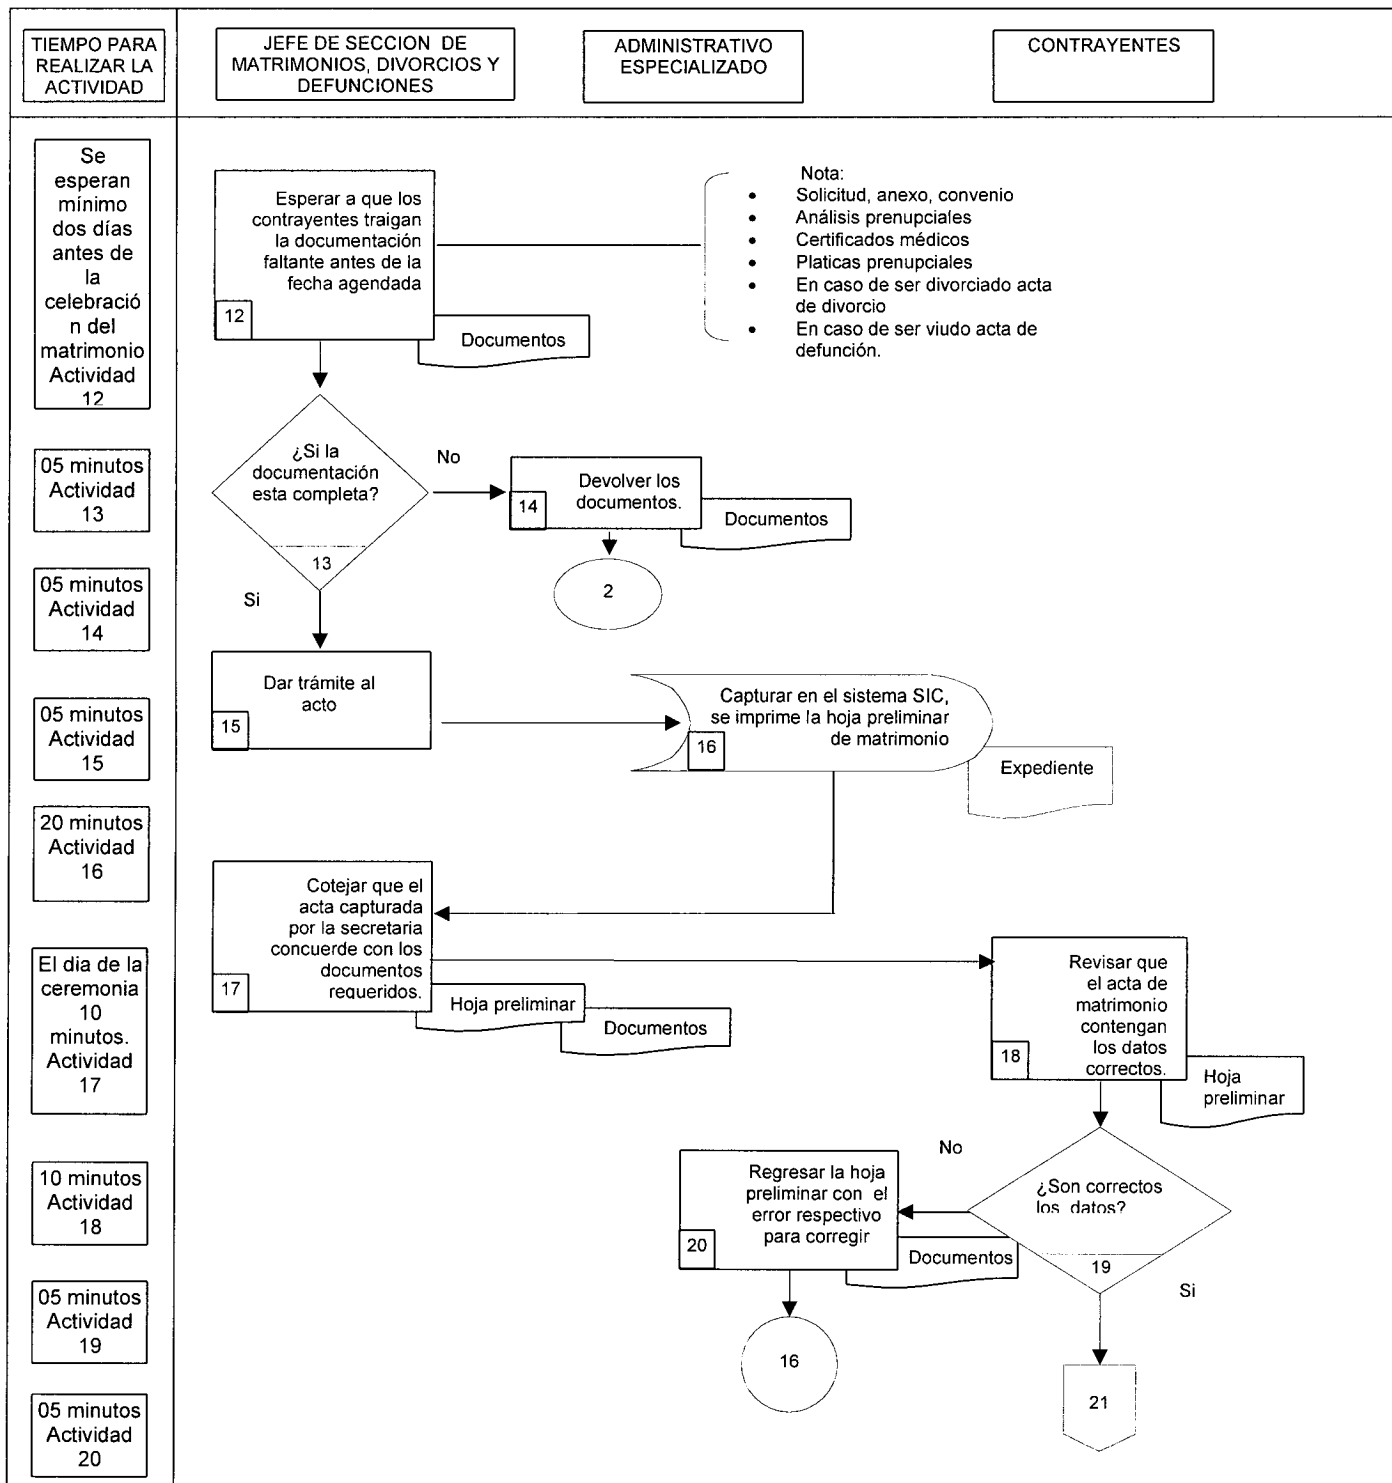 TIEMPO PARA
REALIZAR LA
ACTIVIDAD
JEFE DE SECCION DE
MATRIMONIOS, DIVORCIOS Y
DEFUNCIONES
ADMINISTRATIVO
ESPECIALIZADO
CONTRAYENTES
Se
esperan
mínimo
dos días
antes de
la
celebració
n del
matrimonio
Actividad
12
Esperar a que los
contrayentes traigan
la documentación
faltante antes de la
fecha agendada
12
Documentos
Nota:
• Solicitud, anexo, convenio
• Análisis prenupciales
• Certificados médicos
• Platicas prenupciales
• En caso de ser divorciado acta
de divorcio
• En caso de ser viudo acta de
defunción.
05 minutos
Actividad
13
¿Si la
documentación
esta completa?
13
No
Devolver los
documentos.
14
Documentos
2
05 minutos
Actividad
14
Si
Dar trámite al
acto
15
Capturar en el sistema SIC,
se imprime la hoja preliminar
de matrimonio
16
Expediente
05 minutos
Actividad
15
20 minutos
Actividad
16
Cotejar que el
acta capturada
por la secretaria
concuerde con los
documentos
requeridos.
17
Hoja preliminar
Documentos
El dia de la
ceremonia
10
minutos.
Actividad
17
Revisar que
el acta de
matrimonio
contengan
los datos
correctos.
18
Hoja
preliminar
10 minutos
Actividad
18
No
Regresar la hoja
preliminar con el
error respectivo
para corregir
20
Documentos
¿Son correctos
los datos?
19
Si
05 minutos
Actividad
19
16
21
05 minutos
Actividad
20